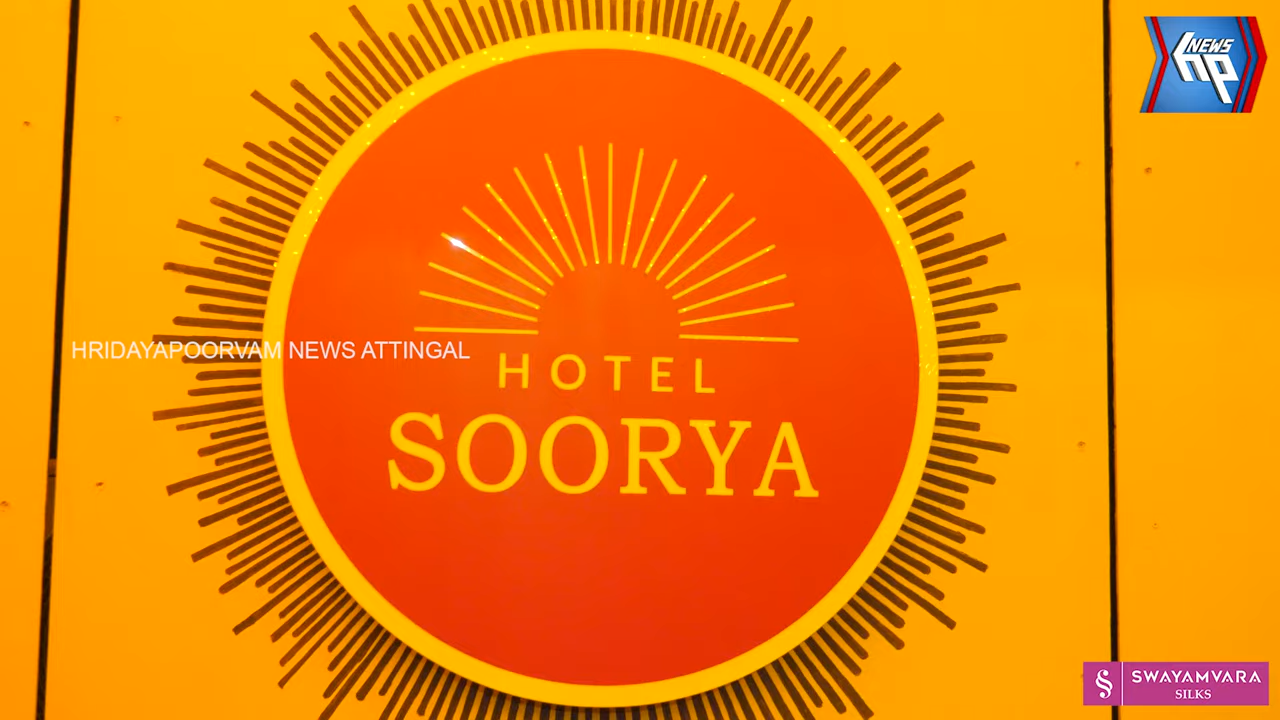 NEWS
hp
HRIDAYAPOORVAM NEWS ATTINGAL
HOTEL
SOORYA
SWAYAMVARA
SILKS